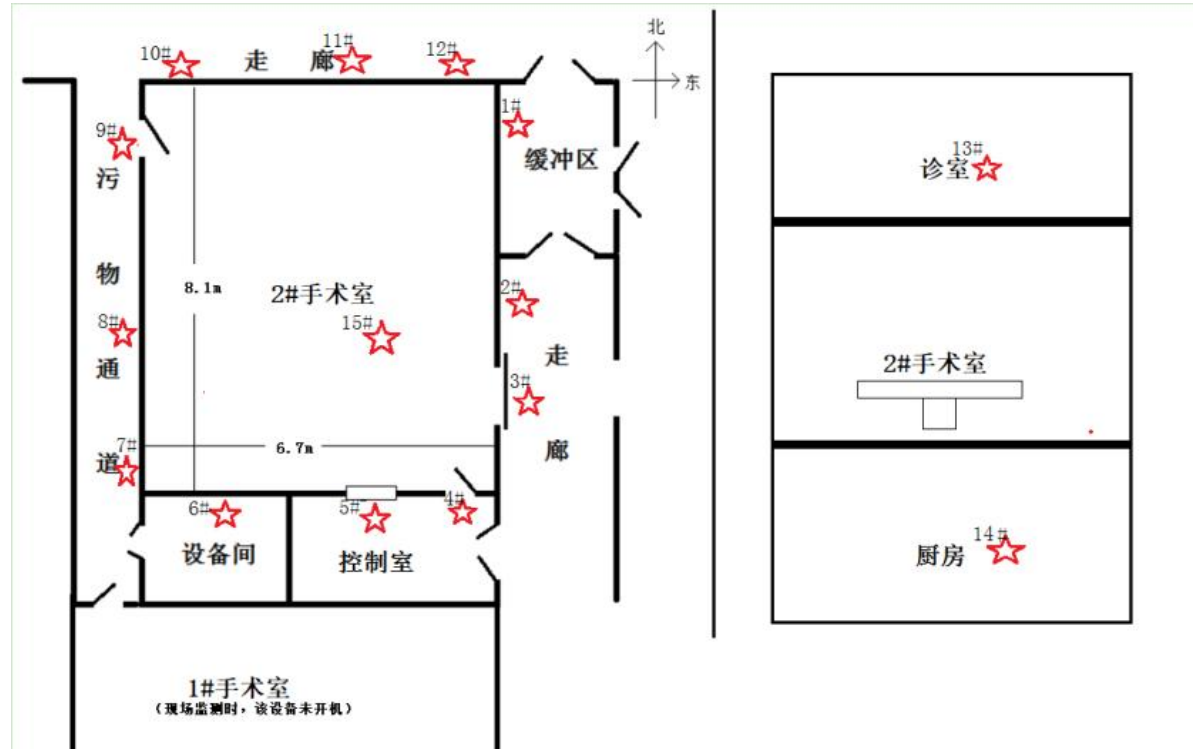 10#
走 廊
11#
12#
北
东
9#
1#
缓冲区
污
物
通
道
8.1m
2#手术室
15#
8#
2#
走
廊
3#
7#
6.7m
6#
5#
4#
设备间
控制室
1#手术室
(现场监测时，该设备未开机)
13#
诊室
2#手术室
14#
厨房